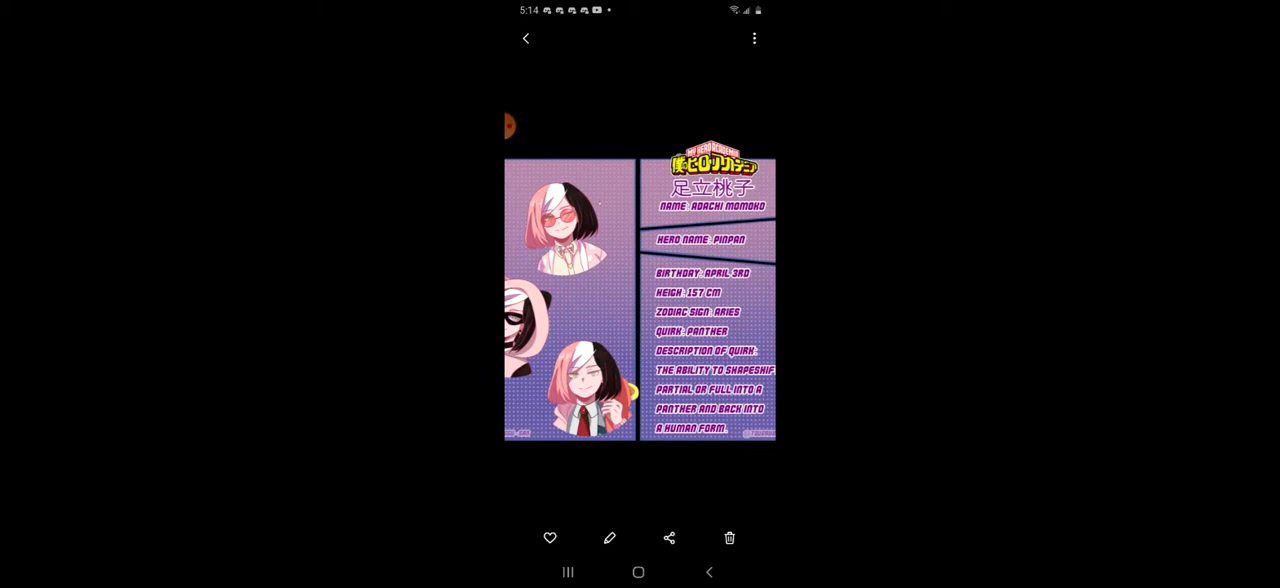 5:14
MY HERO ACADEMIA
僕のヒーローアカデミア
足立桃子
NAME: ADACHI MOMOKO
HERO NAME: PINPAN
BIRTHDAY: APRIL 3RD
HEIGH: 157 CM
ZODIAC SIGN: ARIES
QUIRK: PANTHER
DESCRIPTION OF QUIRK:
THE ABILITY TO SHAPESHIF
PARTIAL OR FULL INTO A
PANTHER AND BACK INTO
A HUMAN FORM.